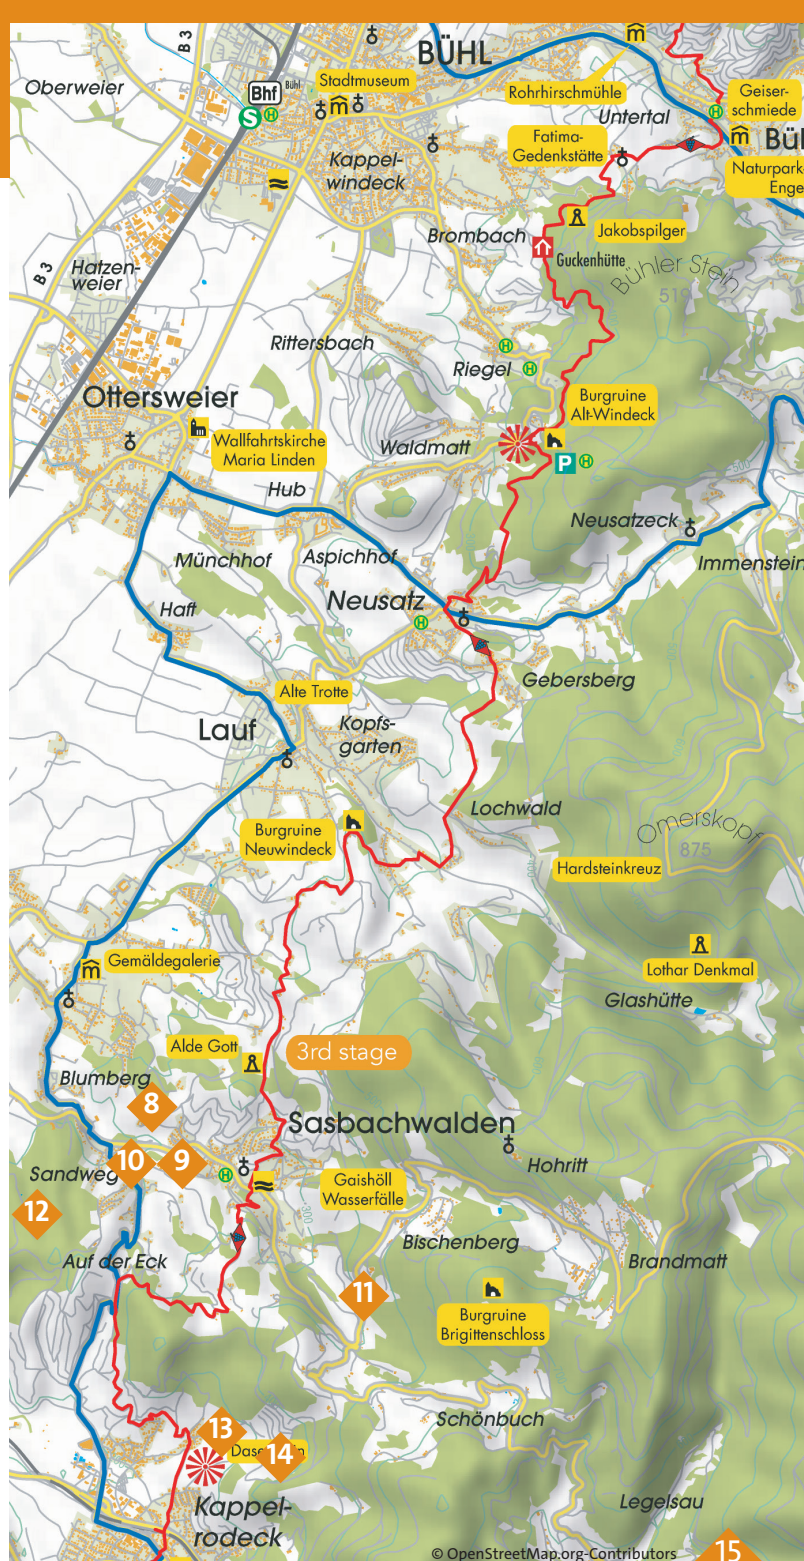 B 3
BÜHL
Oberweier
Stadtmuseum
Bhf
Bühl
S
H
Rohrhirschmühle
Geiser-
schmiede
H
Untertal
Fatima-
Gedenkstätte
Büh
Kappel-
windeck
Naturpark-
Enge
Brombach
Jakobspilger
Guckenhütte
Bühler Stein
519
B 3
Hatzen-
weier
Rittersbach
H
Riegel
H
Ottersweier
Burgruine
Alt-Windeck
Wallfahrtskirche
Maria Linden
Waldmatt
P
H
500
Hub
Neusatzeck
Münchhof
Aspichhof
Immenstein
Neusatz
Haft
H
Gebersberg
Alte Trotte
Lauf
Kopfs-
garten
Lochwald
Burgruine
Neuwindeck
Omerskopf
875
Hardsteinkreuz
Gemäldegalerie
Lothar Denkmal
Glashütte
Alde Gott
3rd stage
Blumberg
8
Sasbachwalden
Sandweg
10
9
H
Hohritt
Gaishöll
Wasserfälle
12
300
Bischenberg
Auf der Eck
Brandmatt
11
Burgruine
Brigittenschloss
Schönbuch
13
14
Kappel-
rodeck
Legelsau
© OpenStreetMap.org-Contributors
15